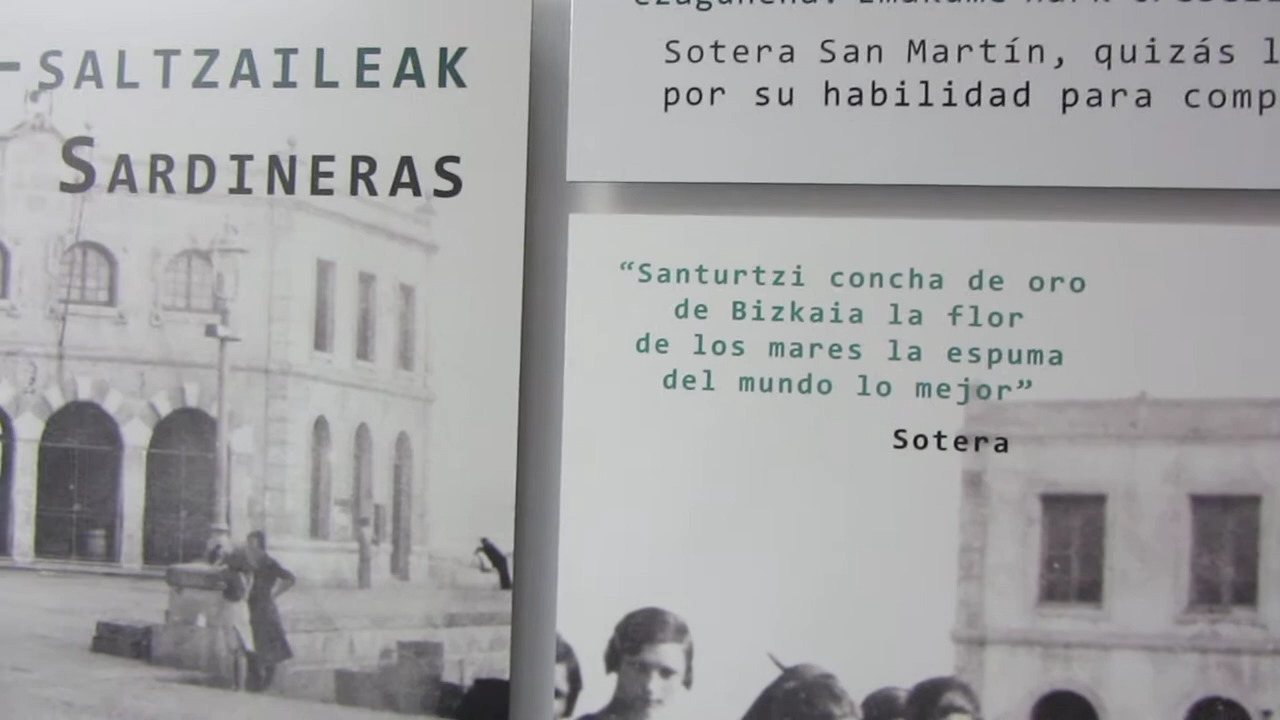 -SALTZAILEAK
SARDINERAS
Sotera San Martín, quizás
por su habilidad para
“Santurtzi concha de oro
de Bizkaia la flor
de los mares la espuma
del mundo lo mejor”
Sotera